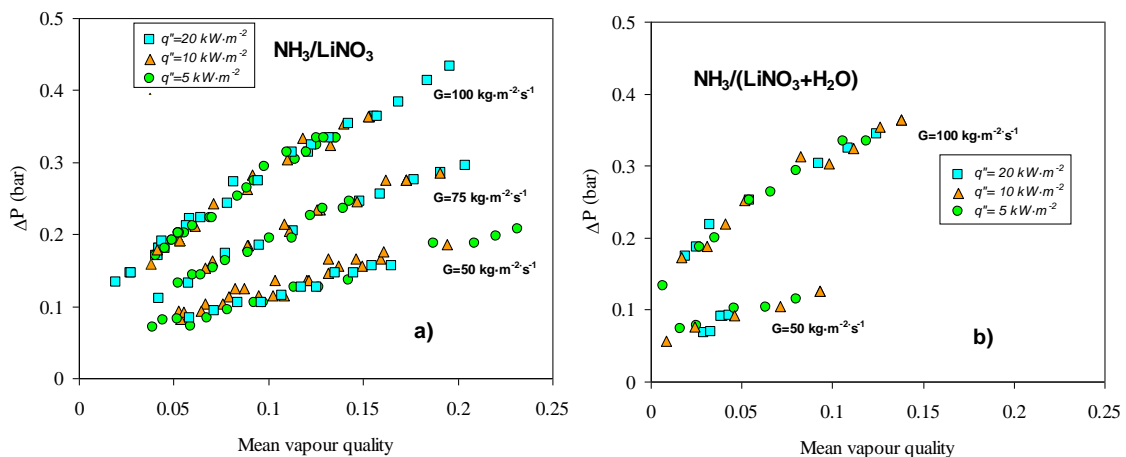 0.5
0.4
0.3
0.2
0.1
0
ΔP (bar)
q"=20 kW·m-2
q"=10 kW·m-2
q"=5 kW·m-2
NH3/LiNO3
G=100 kg·m-2·s-1
G=75 kg·m-2·s-1
G=50 kg·m-2·s-1
a)
0 0.05 0.1 0.15 0.2 0.25
Mean vapour quality
0.5
0.4
0.3
0.2
0.1
0
ΔP (bar)
NH3/(LiNO3+H2O)
G=100 kg·m-2·s-1
q"= 20 kW·m-2
q"= 10 kW·m-2
q"= 5 kW·m-2
G=50 kg·m-2·s-1
b)
0 0.05 0.1 0.15 0.2 0.25
Mean vapour quality